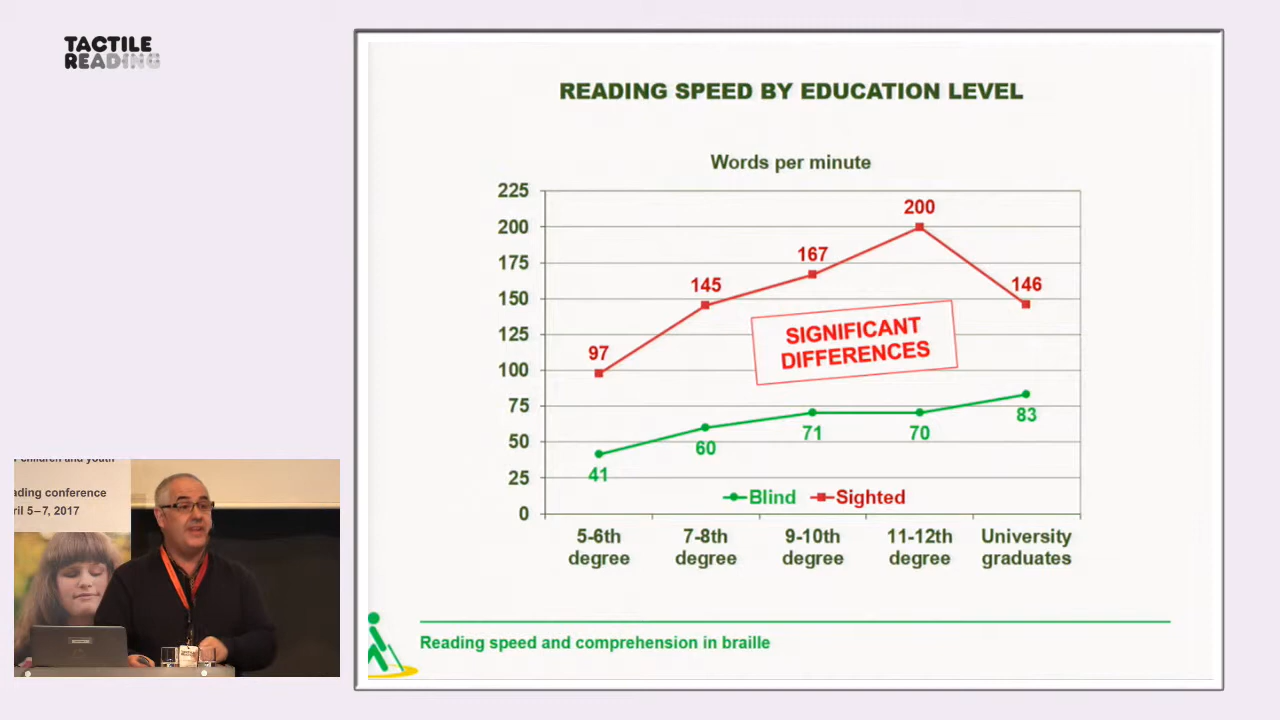 TACTILE
READING
READING SPEED BY EDUCATION LEVEL
Words per minute
225
200
175
150
125
100
75
50
25
0
97
145
167
200
146
SIGNIFICANT
DIFFERENCES
41
60
71
70
83
Blind
Sighted
5-6th
degree
7-8th
degree
9-10th
degree
11-12th
degree
University
graduates
Reading speed and comprehension in braille
children and youth
ading conference
ril 5–7, 2017